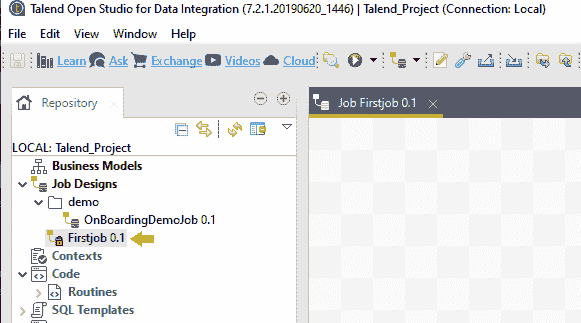 Talend Open Studio for Data Integration (7.2.1.20190620_1446) | Talend_Project (Connection: Local)
File Edit View Window Help
Learn Ask Exchange Videos Cloud
Repository
Job Firstjob 0.1
LOCAL: Talend_Project
Business Models
Job Designs
demo
OnBoardingDemoJob 0.1
Firstjob 0.1
Contexts
Code
Routines
SQL Templates